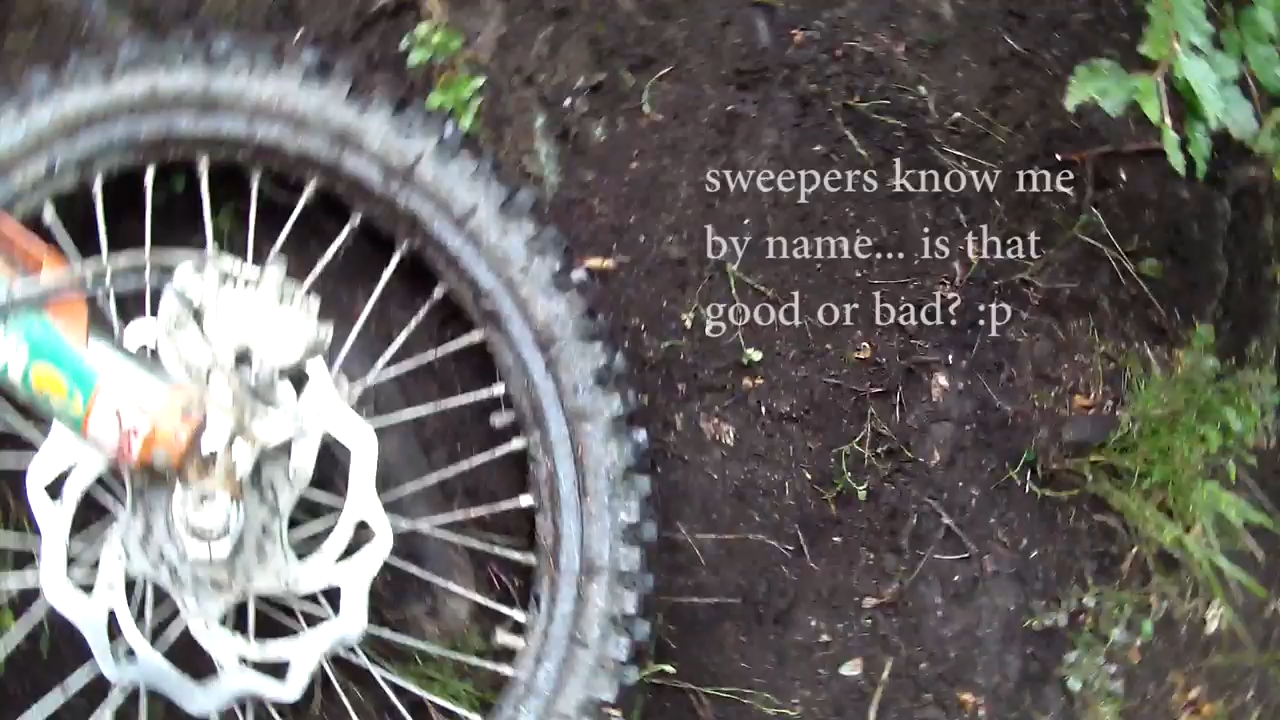 sweepers know me
by name... is that
good or bad? :p